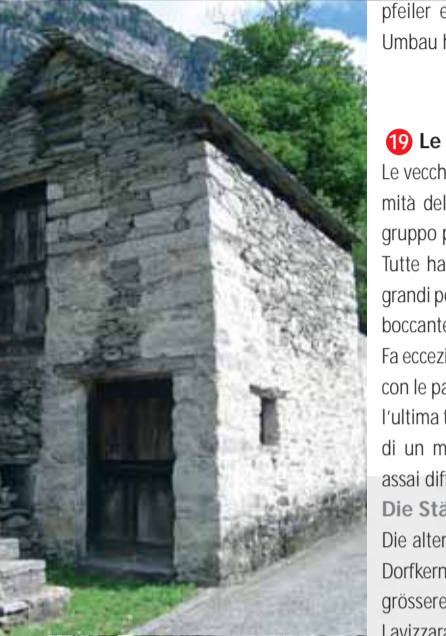 pfeiler e
Umbau h
19 Le
Le vecch
mità del
gruppo p
Tutte ha
grandi p
boccante
Fa eccezi
con le pa
l'ultima t
di un m
assai dif
Die Stä
Die alter
Dorfkern
grössere
Lavizzara